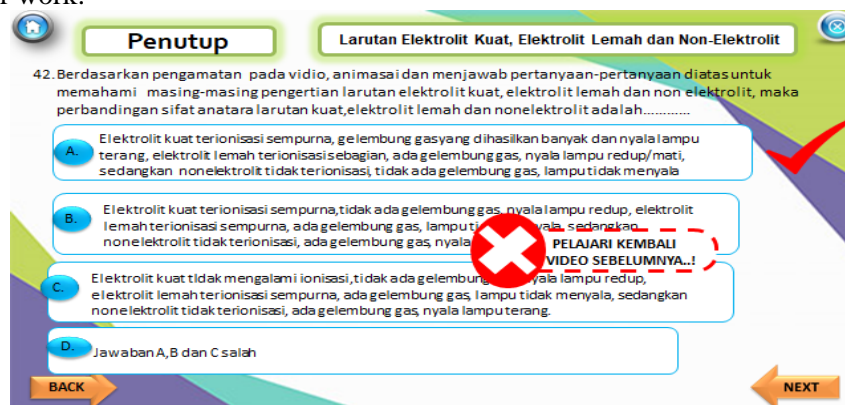 r work.
Penutup
Larutan Elektrolit Kuat, Elektrolit Lemah dan Non-Elektrolit
42.Berdasarkan pengamatan pada vidio, animasai dan menjawab pertanyaan-pertanyaan diatas untuk
memahami masing-masing pengertian larutan elektrolit kuat, elektrolit lemah dan non elektrolit, maka
perbandingan sifat anatara larutan kuat,elektrolit lemah dan nonelektrolit adalah............
A.
Elektrolit kuat terionisasi sempurna, gelembung gasyang dihasilkan banyak dan nyala lampu
terang, elektrolit lemah terionisasi sebagian, ada gelembung gas, nyala lampu redup/mati,
sedangkan nonelektrolit tidak terionisasi, tidak ada gelembung gas, lampu tidak menyala
B.
Elektrolit kuat terionisasi sempurna,tidak ada gelembung gas, nyala lampu redup, elektrolit
lemah terionisasi sempurna, ada gelembung gas, lampu sedangkan
nonelektrolit tidak terionisasi, ada gelembung gas, nyala
PELAJARI KEMBALI
VIDEO SEBELUMNYA..!
C.
Elektrolit kuat tIdak mengalami ionisasi,tidak ada gelembung nyala lampu redup,
elektrolit lemah terionisasi sempurna, ada gelembung gas, lampu tidak menyala, sedangkan
nonelektrolit tidak terionisasi, ada gelembung gas, nyala lampu terang.
D.
Jawaban A,B dan C salah
BACK
NEXT